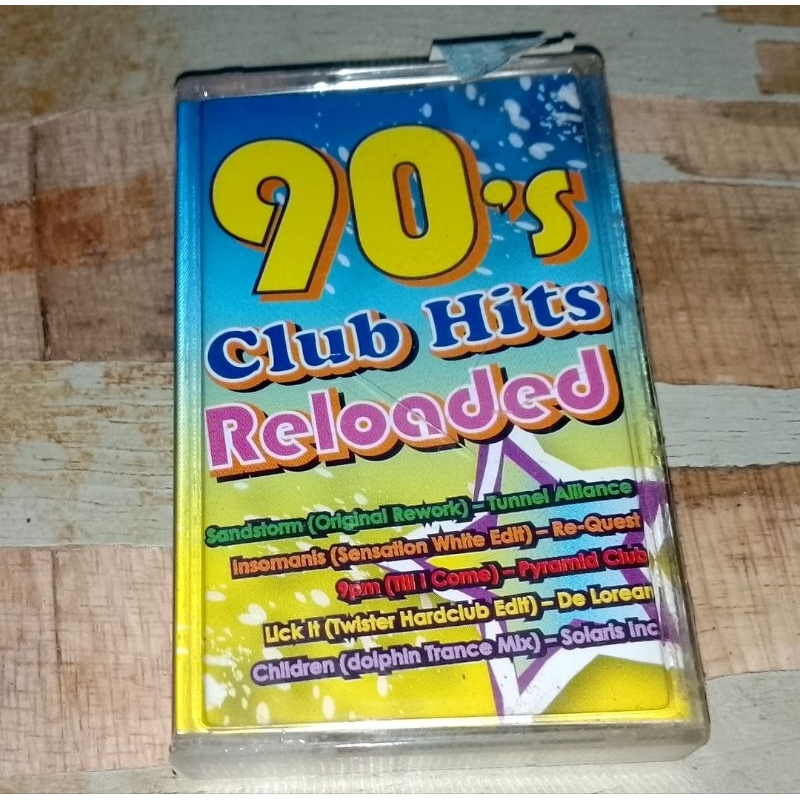 90's
Club Hits
Reloaded
Sandstorm (Original Rework) – Tunnel Alliance
Insomanis (Sensation White Edit) – Re-Quest
9pm (Till I Come) – Pyramid Club
Lick It (Twister Hardclub Edit) – De Lorean
Children (dolphin Trance Mix) – Solaris Inc